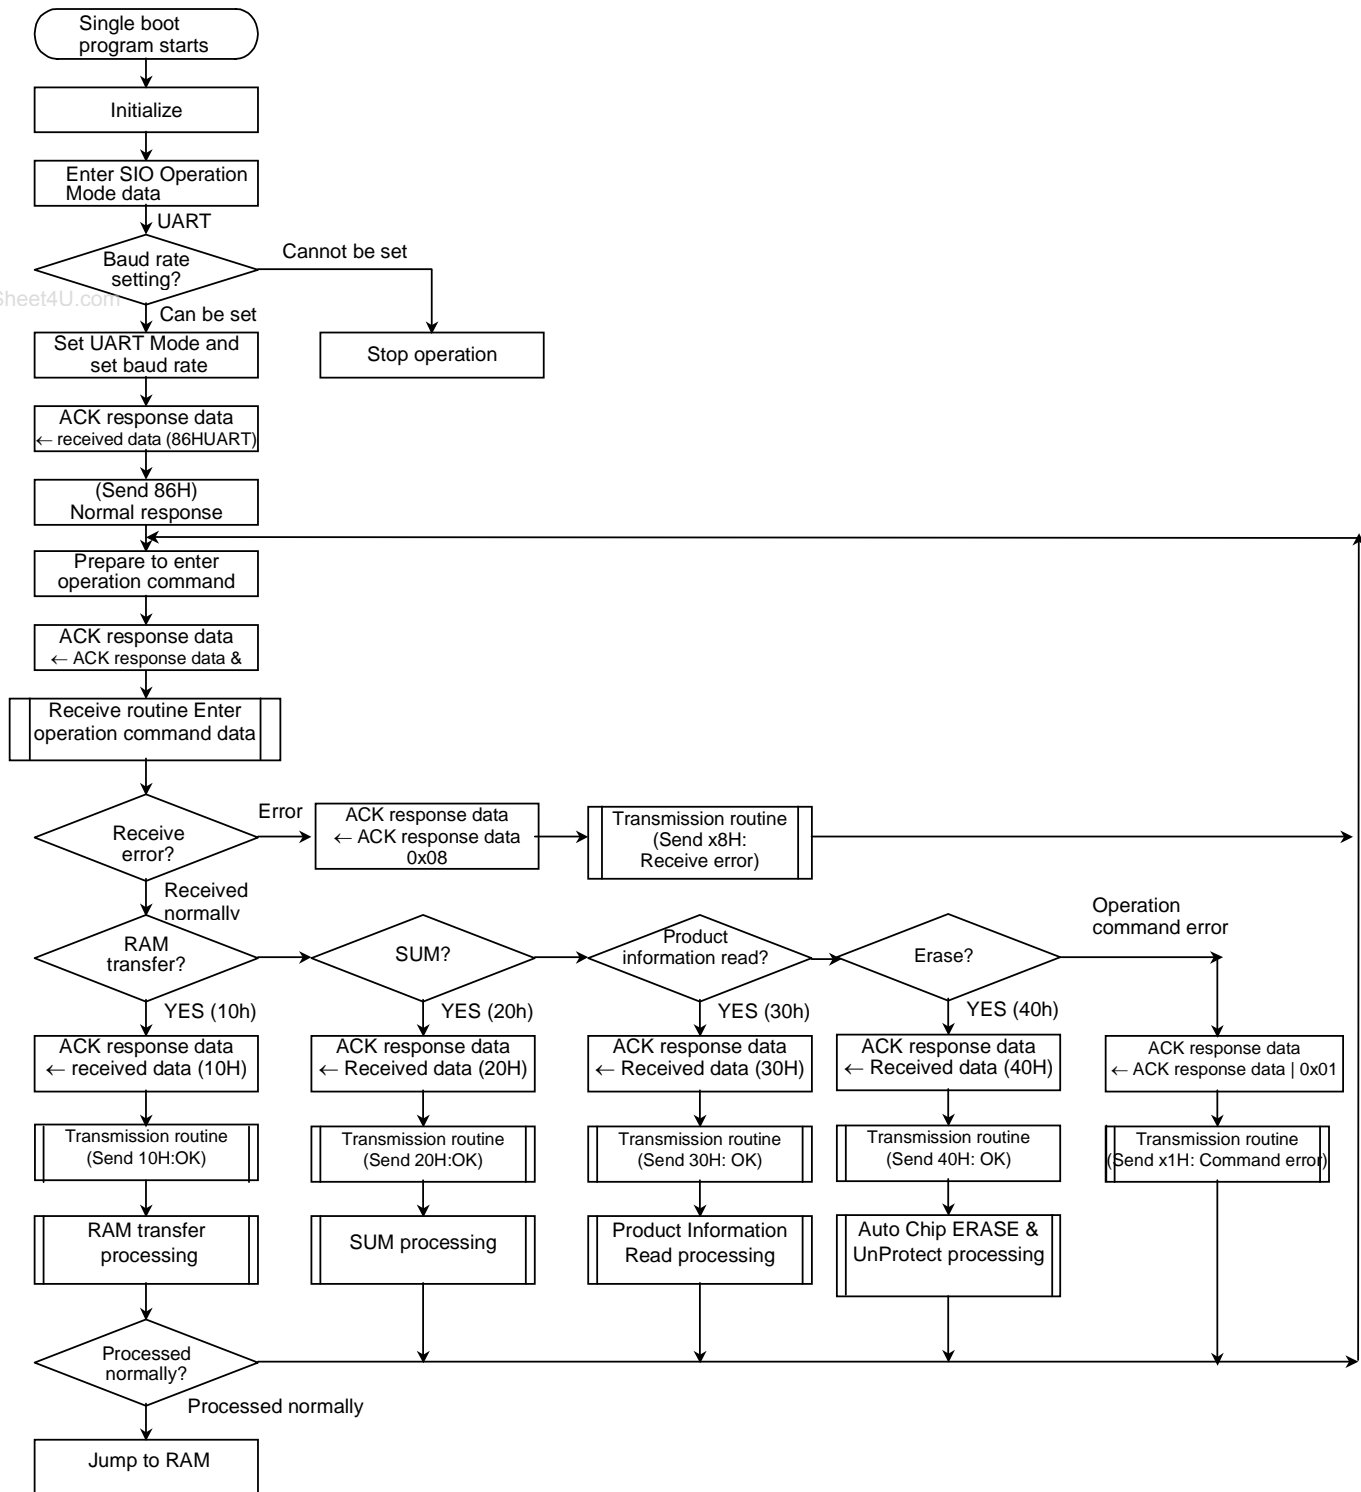 Single boot
program starts
Initialize
Enter SIO Operation
Mode data
UART
Baud rate
setting?
Cannot be set
Sheet4U.com
Can be set
Set UART Mode and
set baud rate
Stop operation
ACK response data
← received data (86HUART)
(Send 86H)
Normal response
Prepare to enter
operation command
ACK response data
← ACK response data &
Receive routine Enter
operation command data
Receive
error?
Error
ACK response data
← ACK response data
0x08
Transmission routine
(Send x8H:
Receive error)
Received
normally
RAM
transfer?
SUM?
Product
information read?
Erase?
Operation
command error
YES (10h)
YES (20h)
YES (30h)
YES (40h)
ACK response data
← received data (10H)
ACK response data
← Received data (20H)
ACK response data
← Received data (30H)
ACK response data
← Received data (40H)
ACK response data
← ACK response data | 0x01
Transmission routine
(Send 10H:OK)
Transmission routine
(Send 20H:OK)
Transmission routine
(Send 30H: OK)
Transmission routine
(Send 40H: OK)
Transmission routine
(Send x1H: Command error)
RAM transfer
processing
SUM processing
Product Information
Read processing
Auto Chip ERASE &
UnProtect processing
Processed
normally?
Processed normally
Jump to RAM